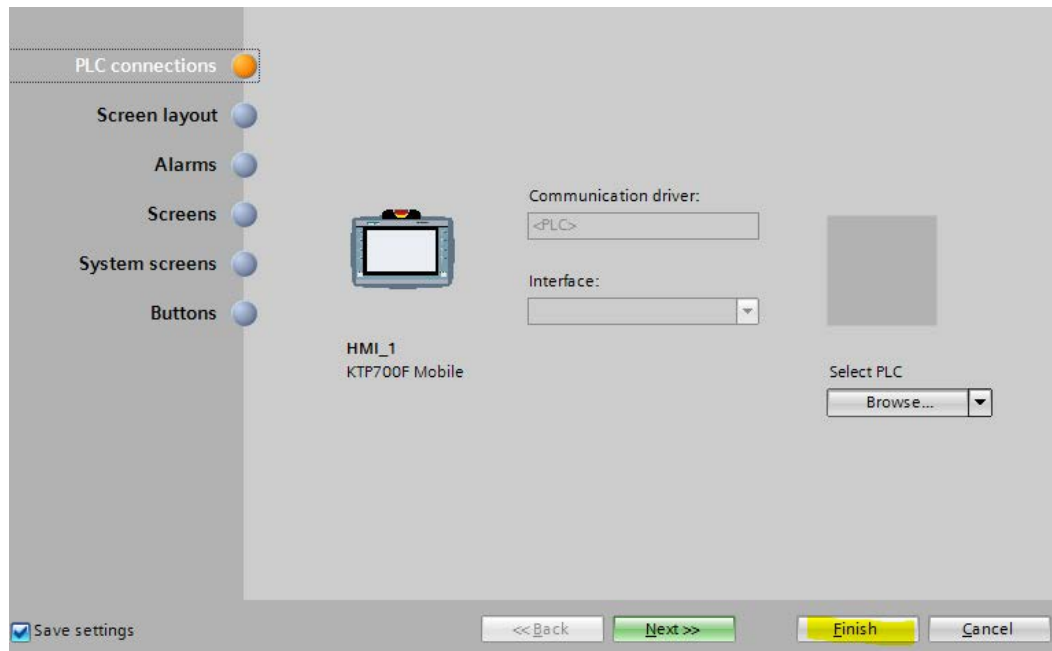 PLC connections
Screen layout
Alarms
Screens
System screens
Buttons
Communication driver:
<PLC>
Interface:
HMI_1
KTP700F Mobile
Select PLC
Browse...
Save settings
<< Back
Next >>
Finish
Cancel